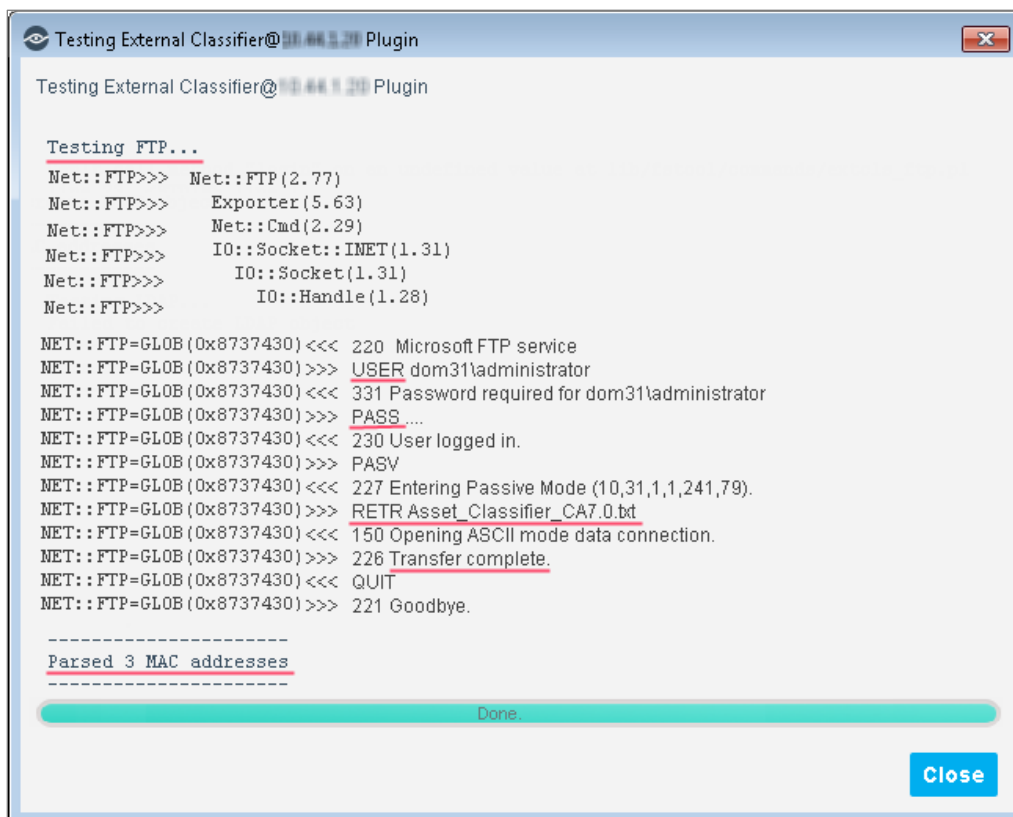 Testing External Classifier@ Plugin
Testing External Classifier@ Plugin
Testing FTP...
Net::FTP>>> Net::FTP(2.77)
Net::FTP>>> Exporter(5.63)
Net::FTP>>> Net::Cmd(2.29)
Net::FTP>>> IO::Socket::INET(1.31)
Net::FTP>>> IO::Socket(1.31)
Net::FTP>>> IO::Handle(1.28)
NET::FTP=GLOB(0x8737430)<<< 220 Microsoft FTP service
NET::FTP=GLOB(0x8737430)>>> USER dom31\administrator
NET::FTP=GLOB(0x8737430)<<< 331 Password required for dom31\administrator
NET::FTP=GLOB(0x8737430)>>> PASS ....
NET::FTP=GLOB(0x8737430)<<< 230 User logged in.
NET::FTP=GLOB(0x8737430)>>> PASV
NET::FTP=GLOB(0x8737430)<<< 227 Entering Passive Mode (10,31,1,1,241,79).
NET::FTP=GLOB(0x8737430)>>> RETR Asset_Classifier_CA7.0.txt
NET::FTP=GLOB(0x8737430)<<< 150 Opening ASCII mode data connection.
NET::FTP=GLOB(0x8737430)>>> 226 Transfer complete.
NET::FTP=GLOB(0x8737430)<<< QUIT
NET::FTP=GLOB(0x8737430)>>> 221 Goodbye.
----------------------
Parsed 3 MAC addresses
----------------------
Done.
Close